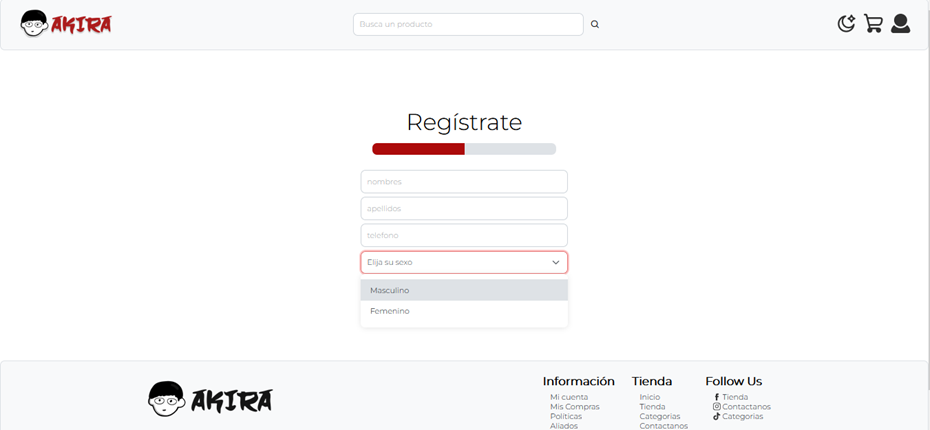 AKIRA
Busca un producto
Regístrate
nombres
apellidos
telefono
Elija su sexo
Masculino
Femenino
AKIRA
Información
Mi cuenta
Mis Compras
Políticas
Aliados
Tienda
Inicio
Tienda
Categorias
Contactanos
Follow Us
Tienda
Contactanos
Categorias